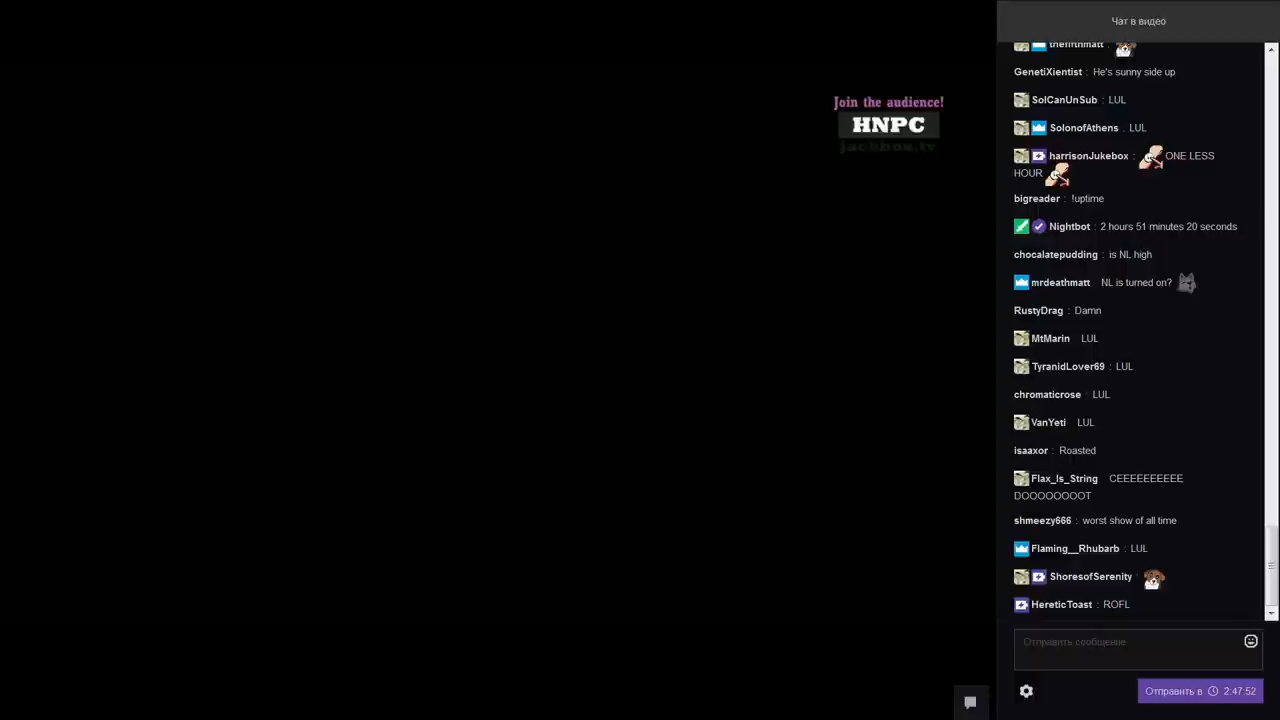 Join the audience!
HNPC
jackbox.tv
Чат в видео
thefifthmatt :
GenetiXientist : He's sunny side up
SolCanUnSub : LUL
SolonofAthens : LUL
harrisonJukebox : ONE LESS
HOUR
bigreader : !uptime
Nightbot : 2 hours 51 minutes 20 seconds
chocalatepudding : is NL high
mrdeathmatt NL is turned on?
RustyDrag : Damn
MtMarin LUL
TyranidLover69 : LUL
chromaticrose : LUL
VanYeti LUL
isaaxor : Roasted
Flax_Is_String CEEEEEEEEEE
DOOOOOOOOT
shmeezy666 : worst show of all time
Flaming__Rhubarb : LUL
ShoresofSerenity :
HereticToast : ROFL
Отправить сообщение
Отправить в 2:47:52